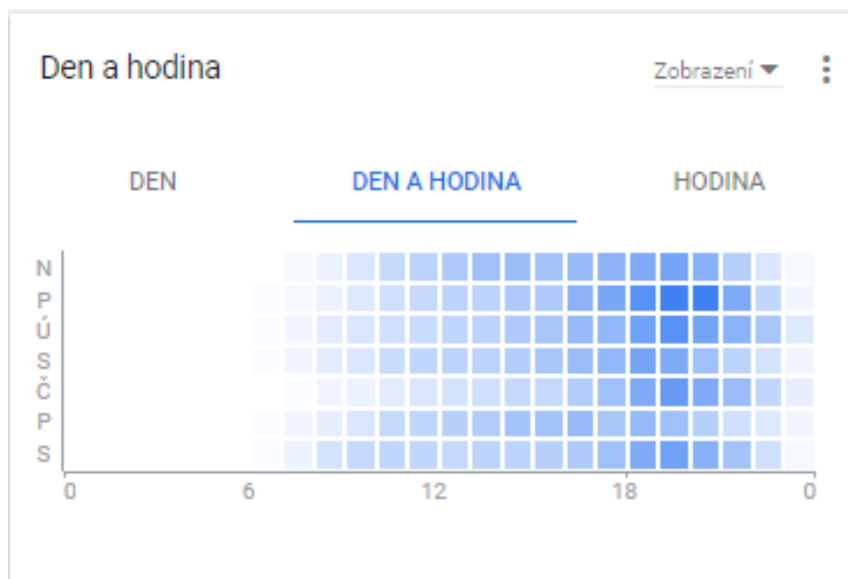 Den a hodina
Zobrazení
DEN DEN A HODINA HODINA
N
P
Ú
S
Č
P
S
0 6 12 18 0